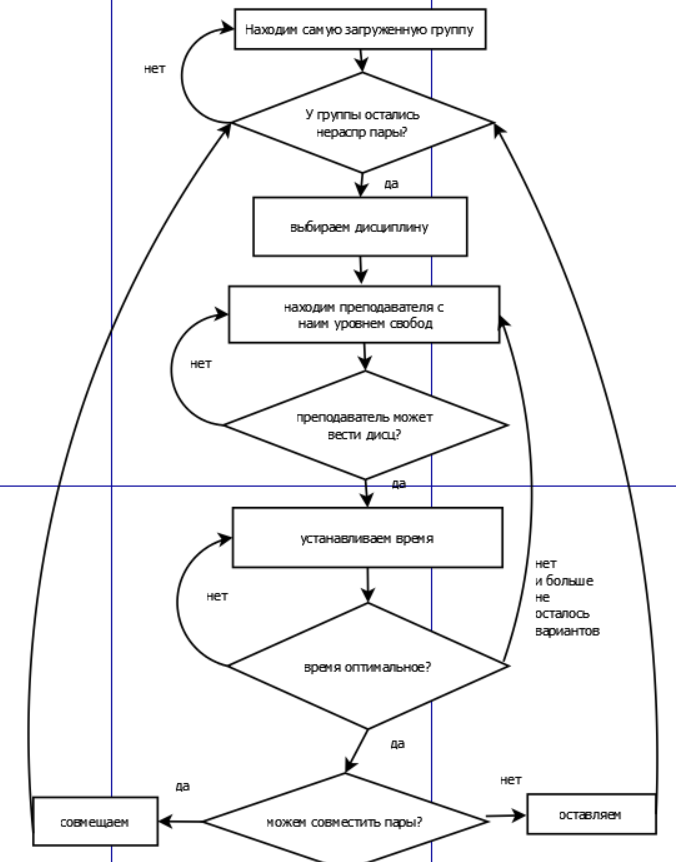 Находим самую загруженную группу
нет
У группы остались
нераспр пары?
да
выбираем дисциплину
находим преподавателя с
наим уровнем свобод
нет
преподаватель может
вести дисц?
да
устанавливаем время
нет
нет
и больше
не
осталось
вариантов
время оптимальное?
да
да
нет
совмещаем
можем совместить пары?
оставляем